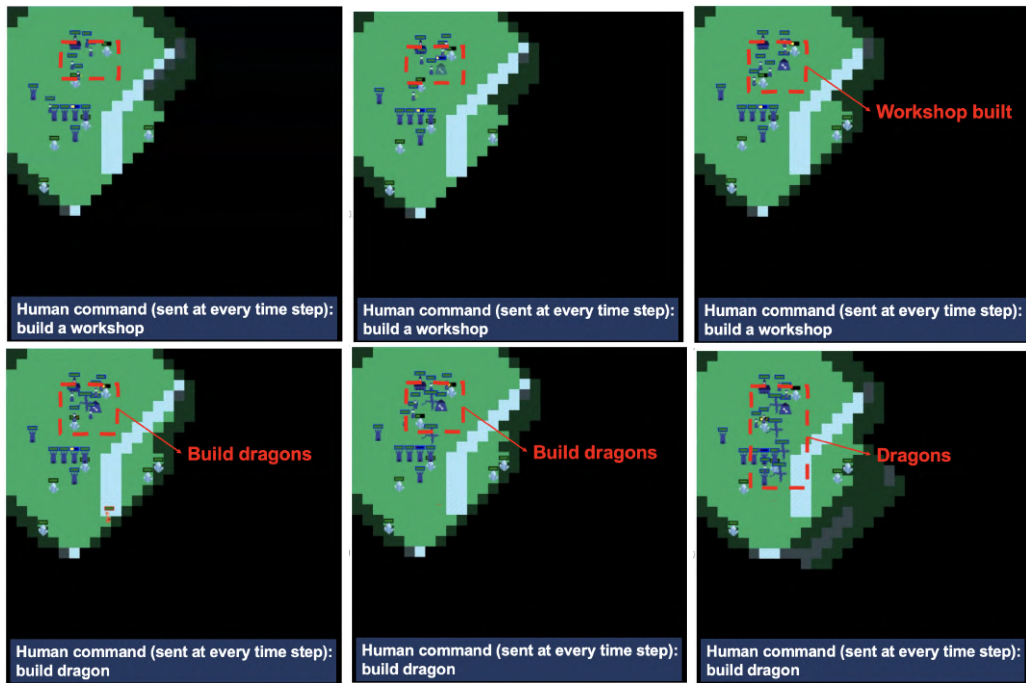 Workshop built
Human command (sent at every time step):
build a workshop
Human command (sent at every time step):
build a workshop
Human command (sent at every time step):
build a workshop
Build dragons
Build dragons
Dragons
Human command (sent at every time step):
build dragon
Human command (sent at every time step):
build dragon
Human command (sent at every time step):
build dragon